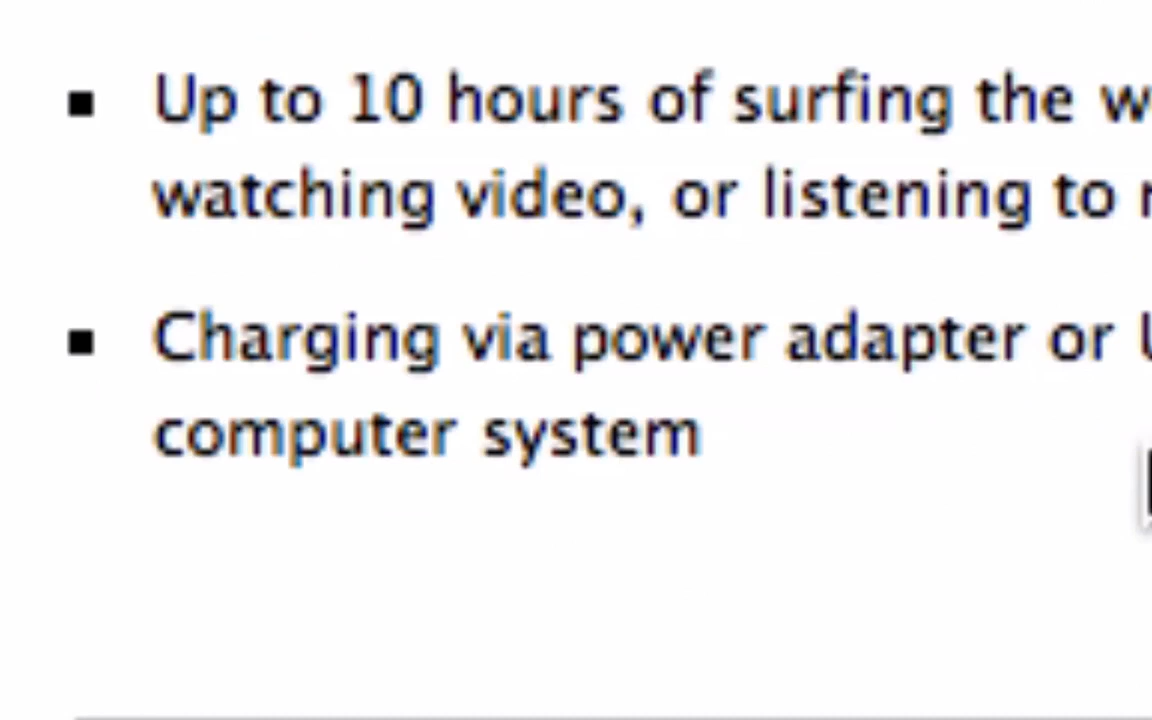 Up to 10 hours of surfing the
watching video, or listening to
Charging via power adapter or
computer system